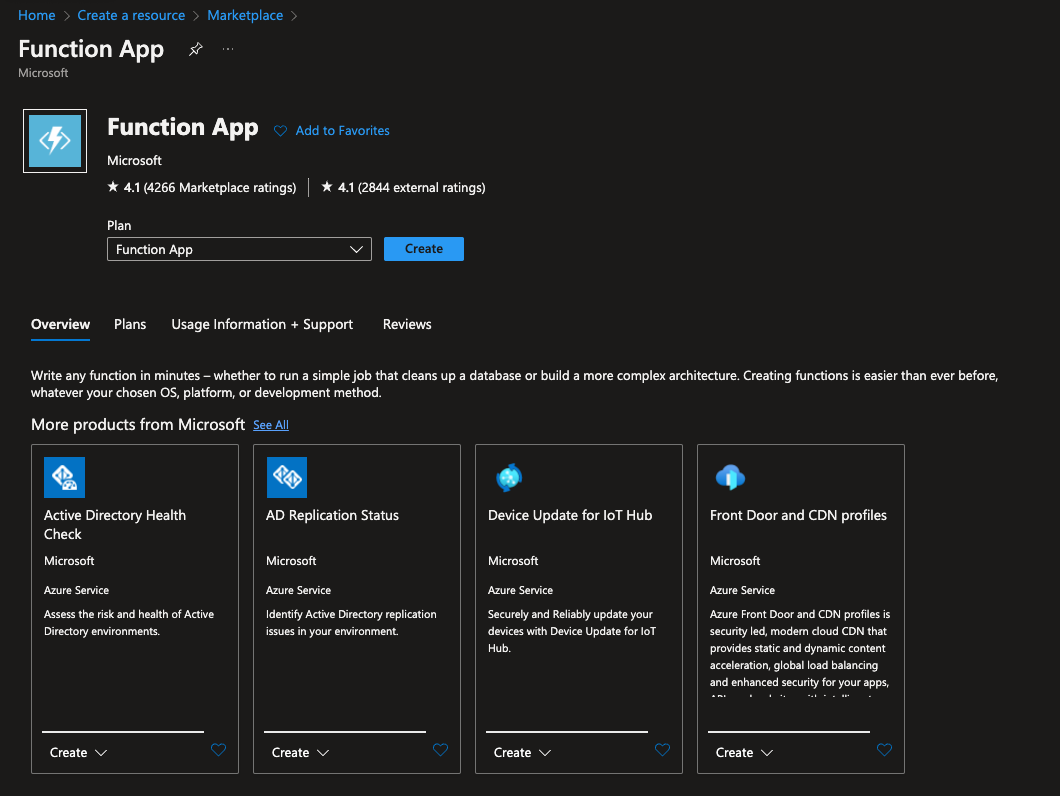 Home > Create a resource > Marketplace >
Function App
Microsoft
Function App
Add to Favorites
Microsoft
★ 4.1 (4266 Marketplace ratings) | ★ 4.1 (2844 external ratings)
Plan
Function App
Create
Overview Plans Usage Information + Support Reviews
Write any function in minutes – whether to run a simple job that cleans up a database or build a more complex architecture. Creating functions is easier than ever before,
whatever your chosen OS, platform, or development method.
More products from Microsoft See All
Active Directory Health
Check
Microsoft
Azure Service
Assess the risk and health of Active
Directory environments.
Create
AD Replication Status
Microsoft
Azure Service
Identify Active Directory replication
issues in your environment.
Create
Device Update for IoT Hub
Microsoft
Azure Service
Securely and Reliably update your
devices with Device Update for IoT
Hub.
Create
Front Door and CDN profiles
Microsoft
Azure Service
Azure Front Door and CDN profiles is
security led, modern cloud CDN that
provides static and dynamic content
acceleration, global load balancing
and enhanced security for your apps,
Create